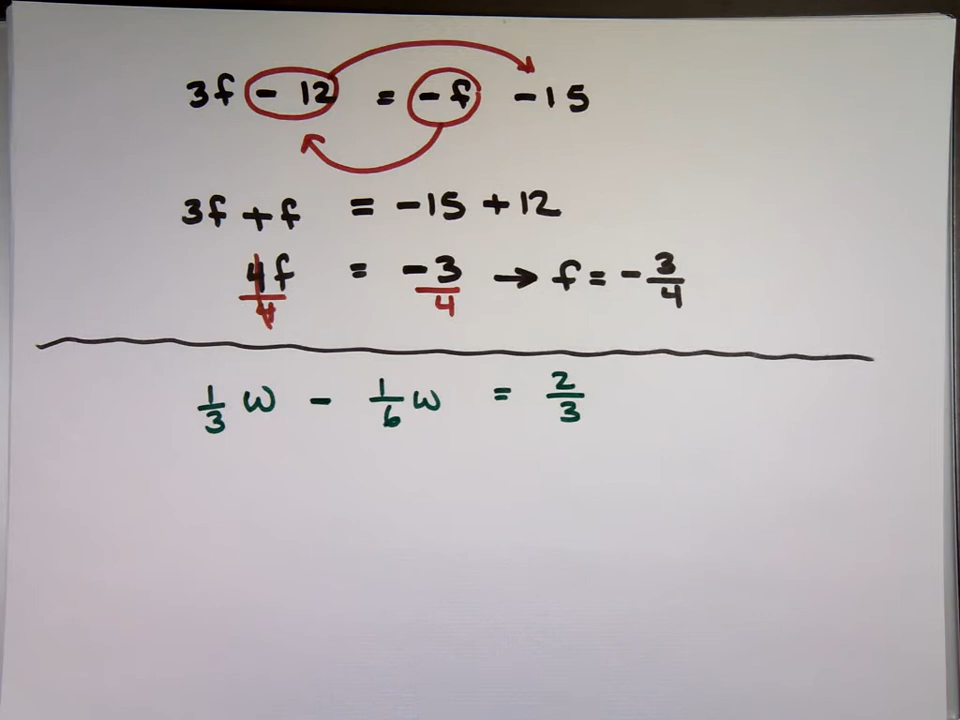 3f - 12 = -f -15
3f + f = -15 + 12
4f/4 = -3/4 → f = -3/4
1/3 w - 1/6 w = 2/3